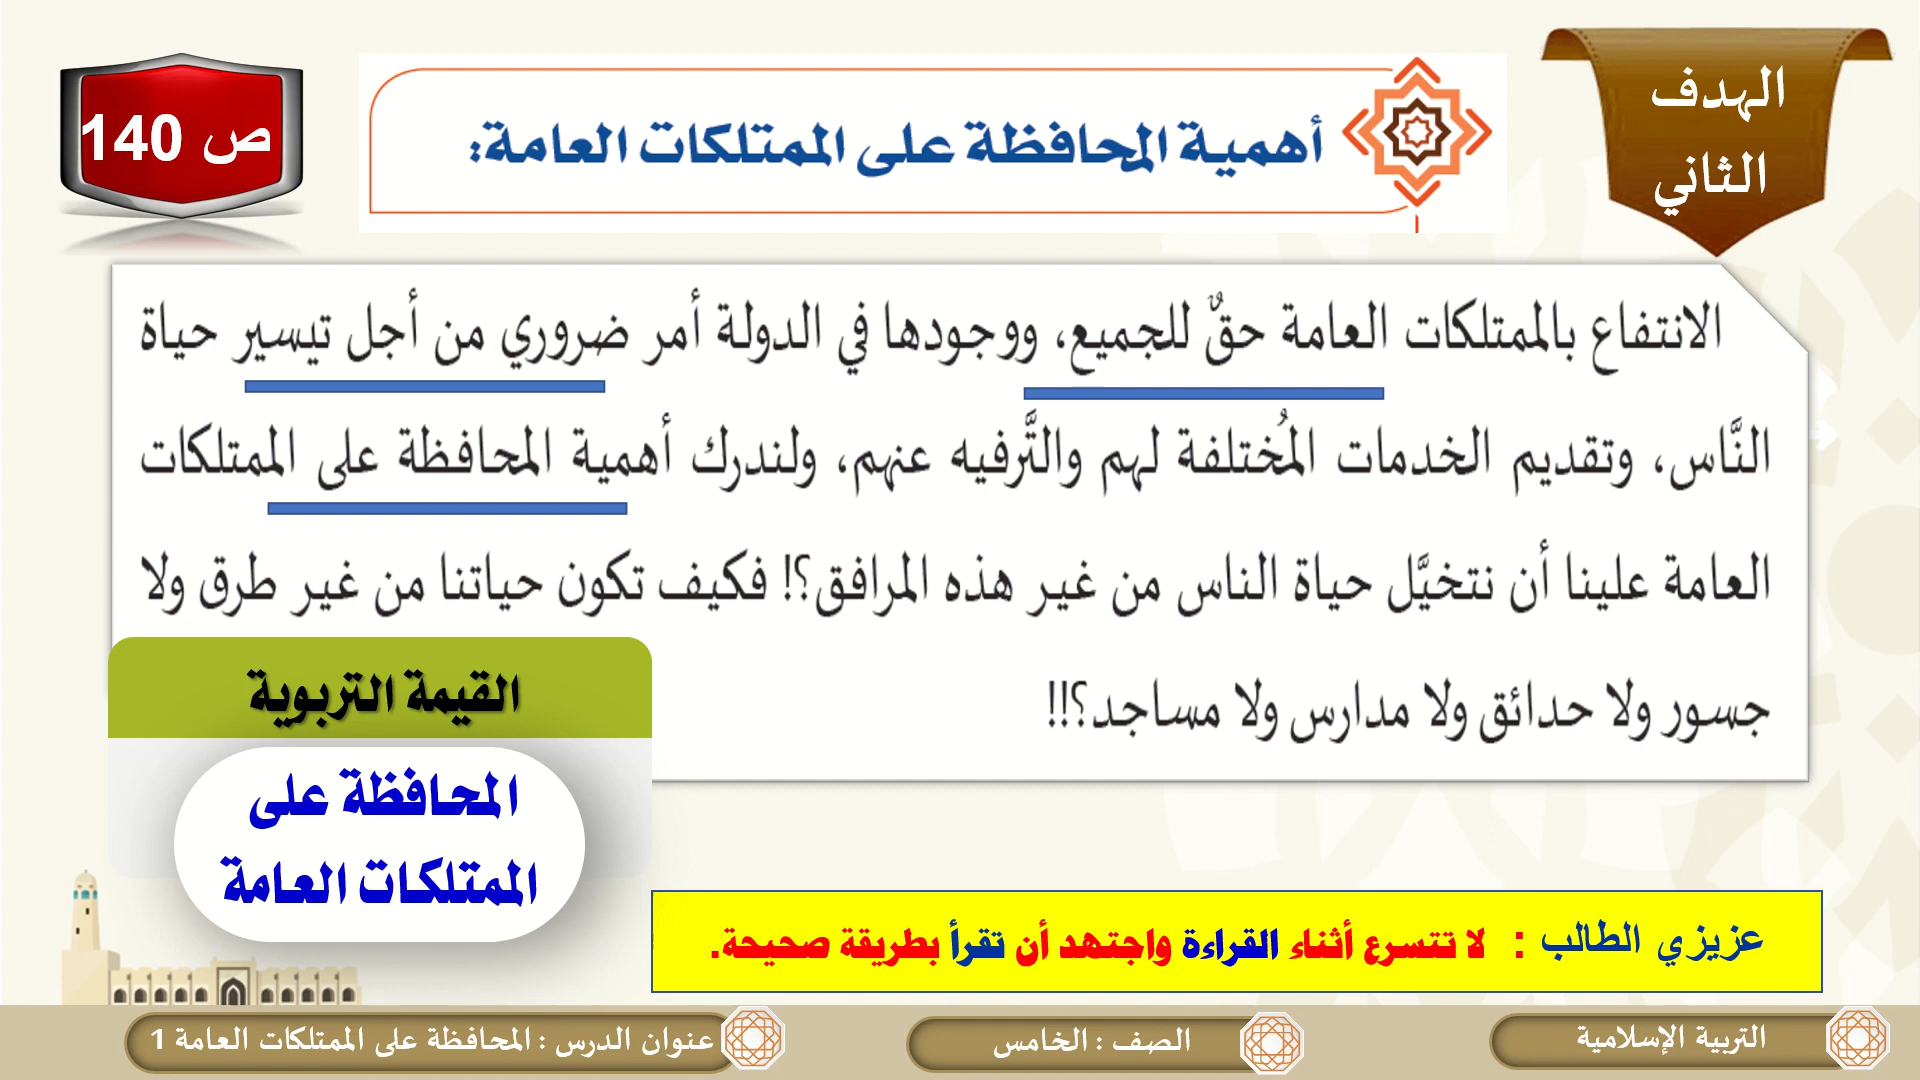 الهدف
الثاني
أهمية المحافظة على الممتلكات العامة:
ص 140
الانتفاع بالممتلكات العامة حقٌ للجميع، ووجودها في الدولة أمر ضروري من أجل تيسير حياة
النَّاس، وتقديم الخدمات المُختلفة لهم والتَّرفيه عنهم، ولندرك أهمية المحافظة على الممتلكات
العامة علينا أن نتخيَّل حياة الناس من غير هذه المرافق؟! فكيف تكون حياتنا من غير طرق ولا
جسور ولا حدائق ولا مدارس ولا مساجد؟!!
القيمة التربوية
المحافظة على
الممتلكات العامة
عزيزي الطالب : لا تتسرع أثناء القراءة واجتهد أن تقرأ بطريقة صحيحة.
التربية الإسلامية
الصف : الخامس
عنوان الدرس : المحافظة على الممتلكات العامة 1